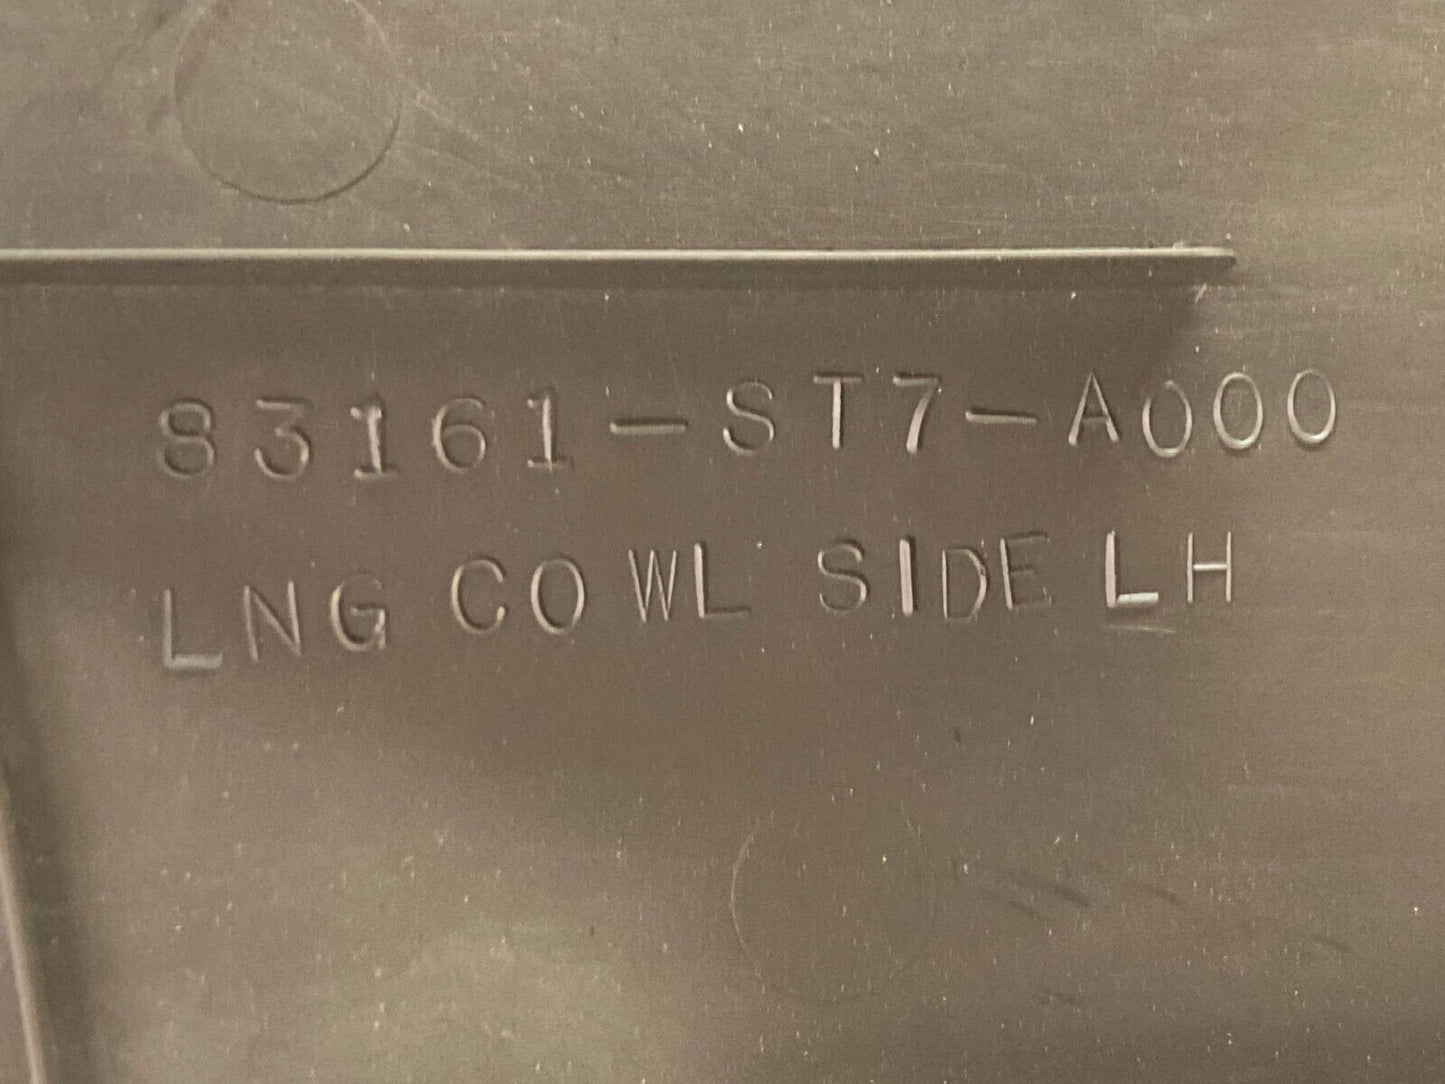 83161-ST7-A000
LNG COWL SIDE LH